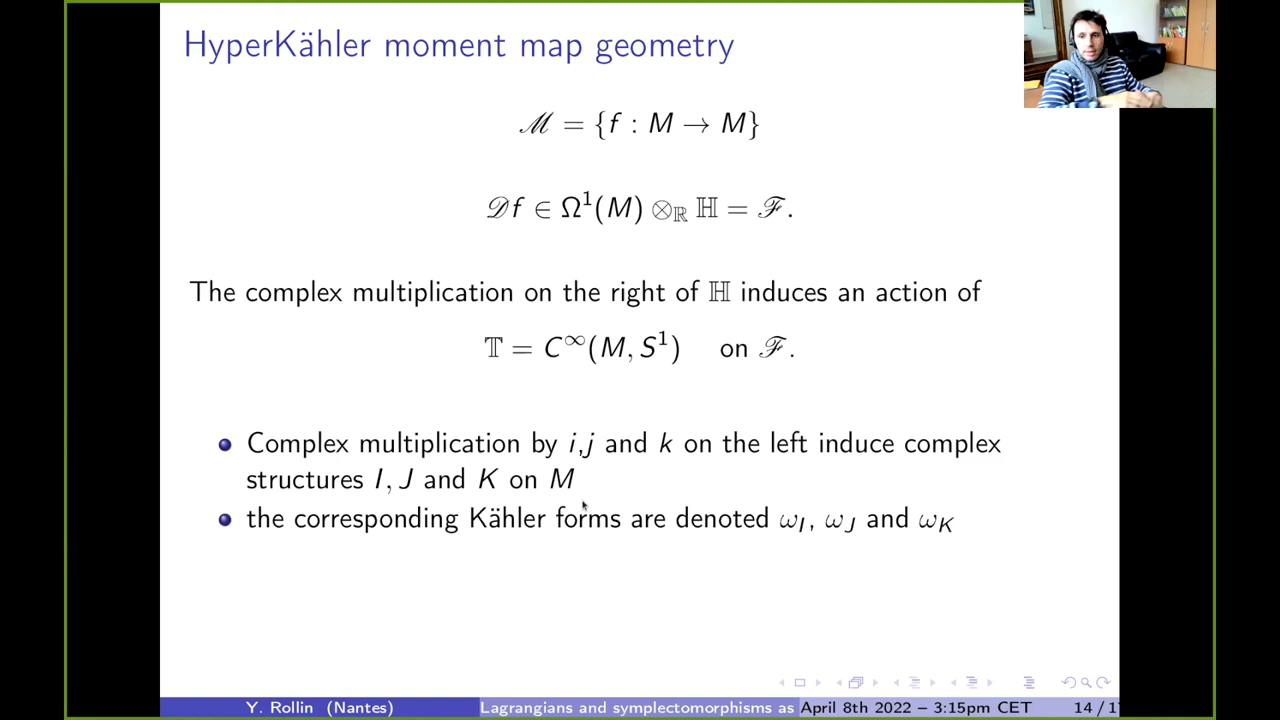 HyperKähler moment map geometry
ℳ = {f : M → M}
𝒟f ∈ Ω¹(M) ⊗ℝ ℍ = ℱ.
The complex multiplication on the right of ℍ induces an action of
𝕋 = C∞(M, S¹) on ℱ.
Complex multiplication by i,j and k on the left induce complex
structures I, J and K on M
the corresponding Kähler forms are denoted ω_I, ω_J and ω_K
Y. Rollin (Nantes) Lagrangians and symplectomorphisms as April 8th 2022 – 3:15pm CET 14 / 1